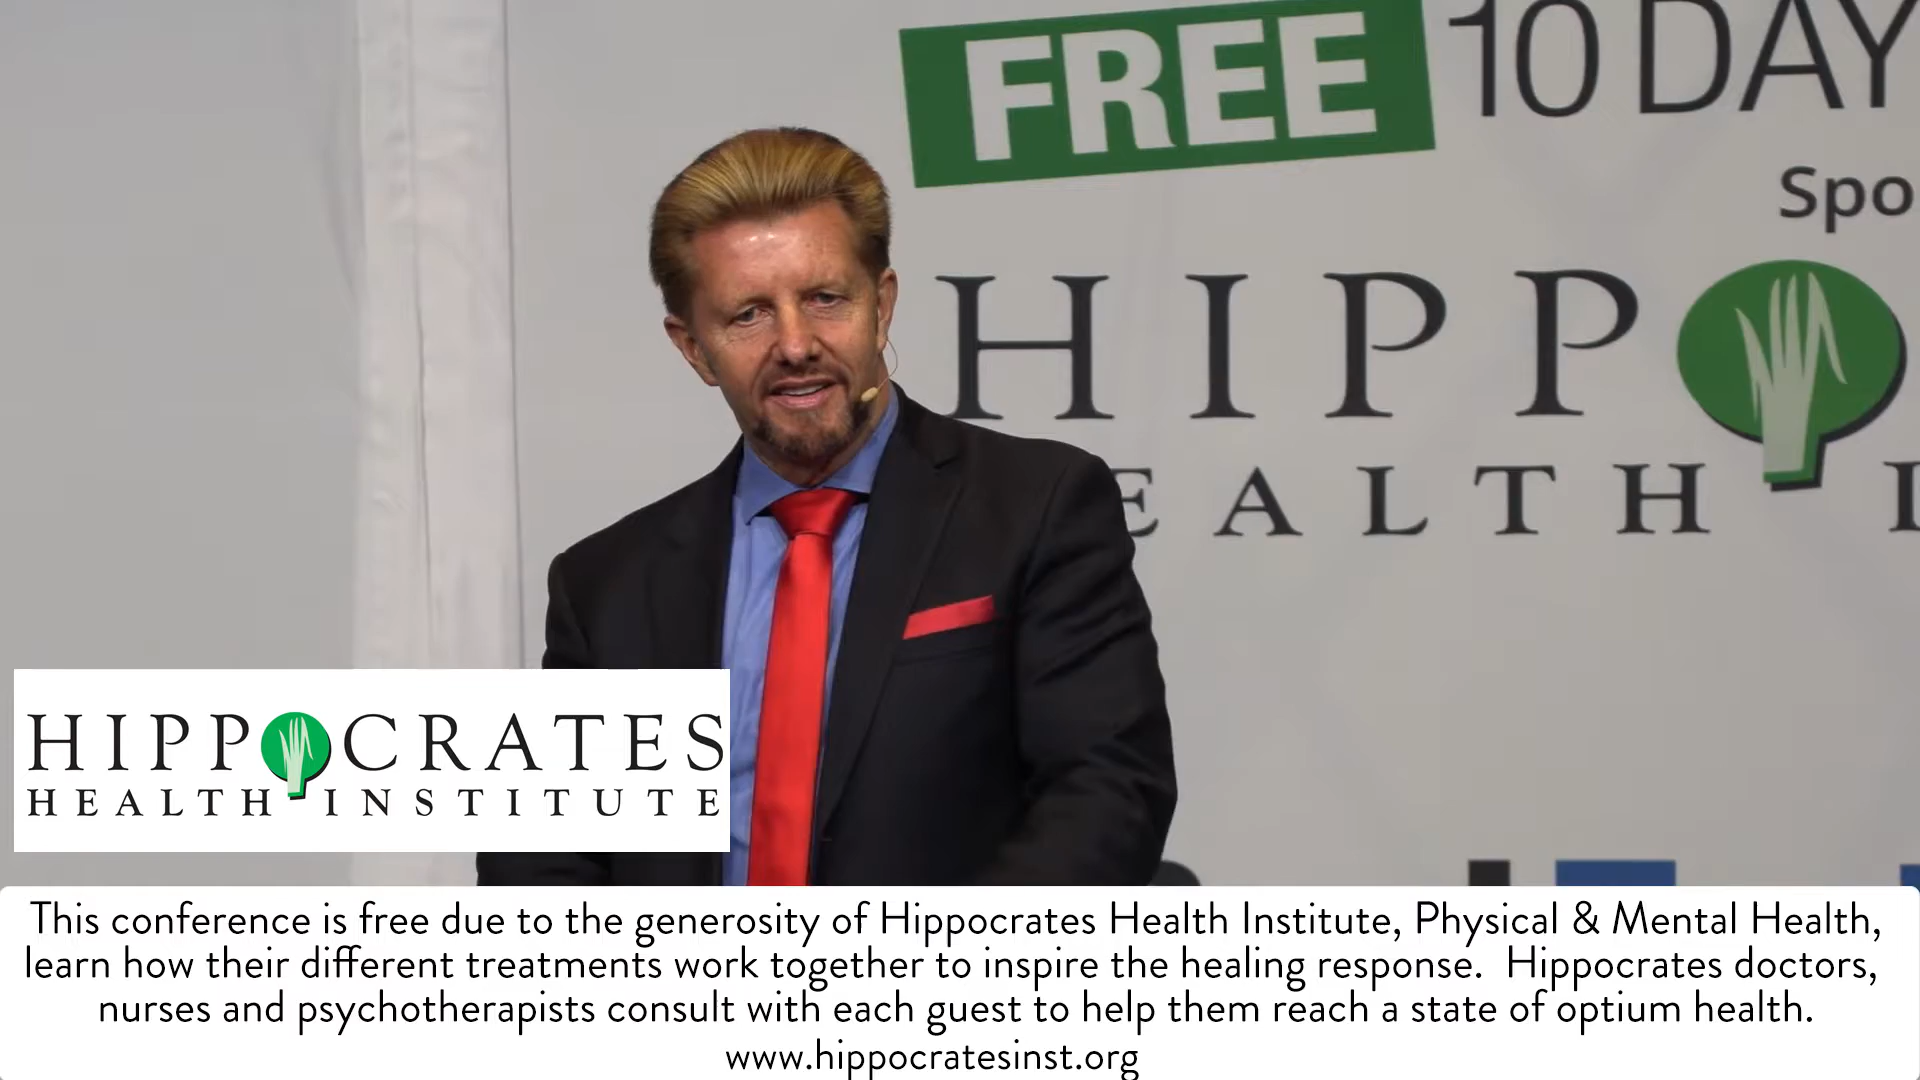 FREE 10 DAY
Spo
HIPPO
HEALTH I
HIPPOCRATES
HEALTH INSTITUTE
This conference is free due to the generosity of Hippocrates Health Institute, Physical & Mental Health,
learn how their different treatments work together to inspire the healing response. Hippocrates doctors,
nurses and psychotherapists consult with each guest to help them reach a state of optium health.
www.hippocratesinst.org